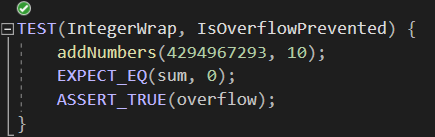 TEST(IntegerWrap, IsOverflowPrevented) {
addNumbers(4294967293, 10);
EXPECT_EQ(sum, 0);
ASSERT_TRUE(overflow);
}